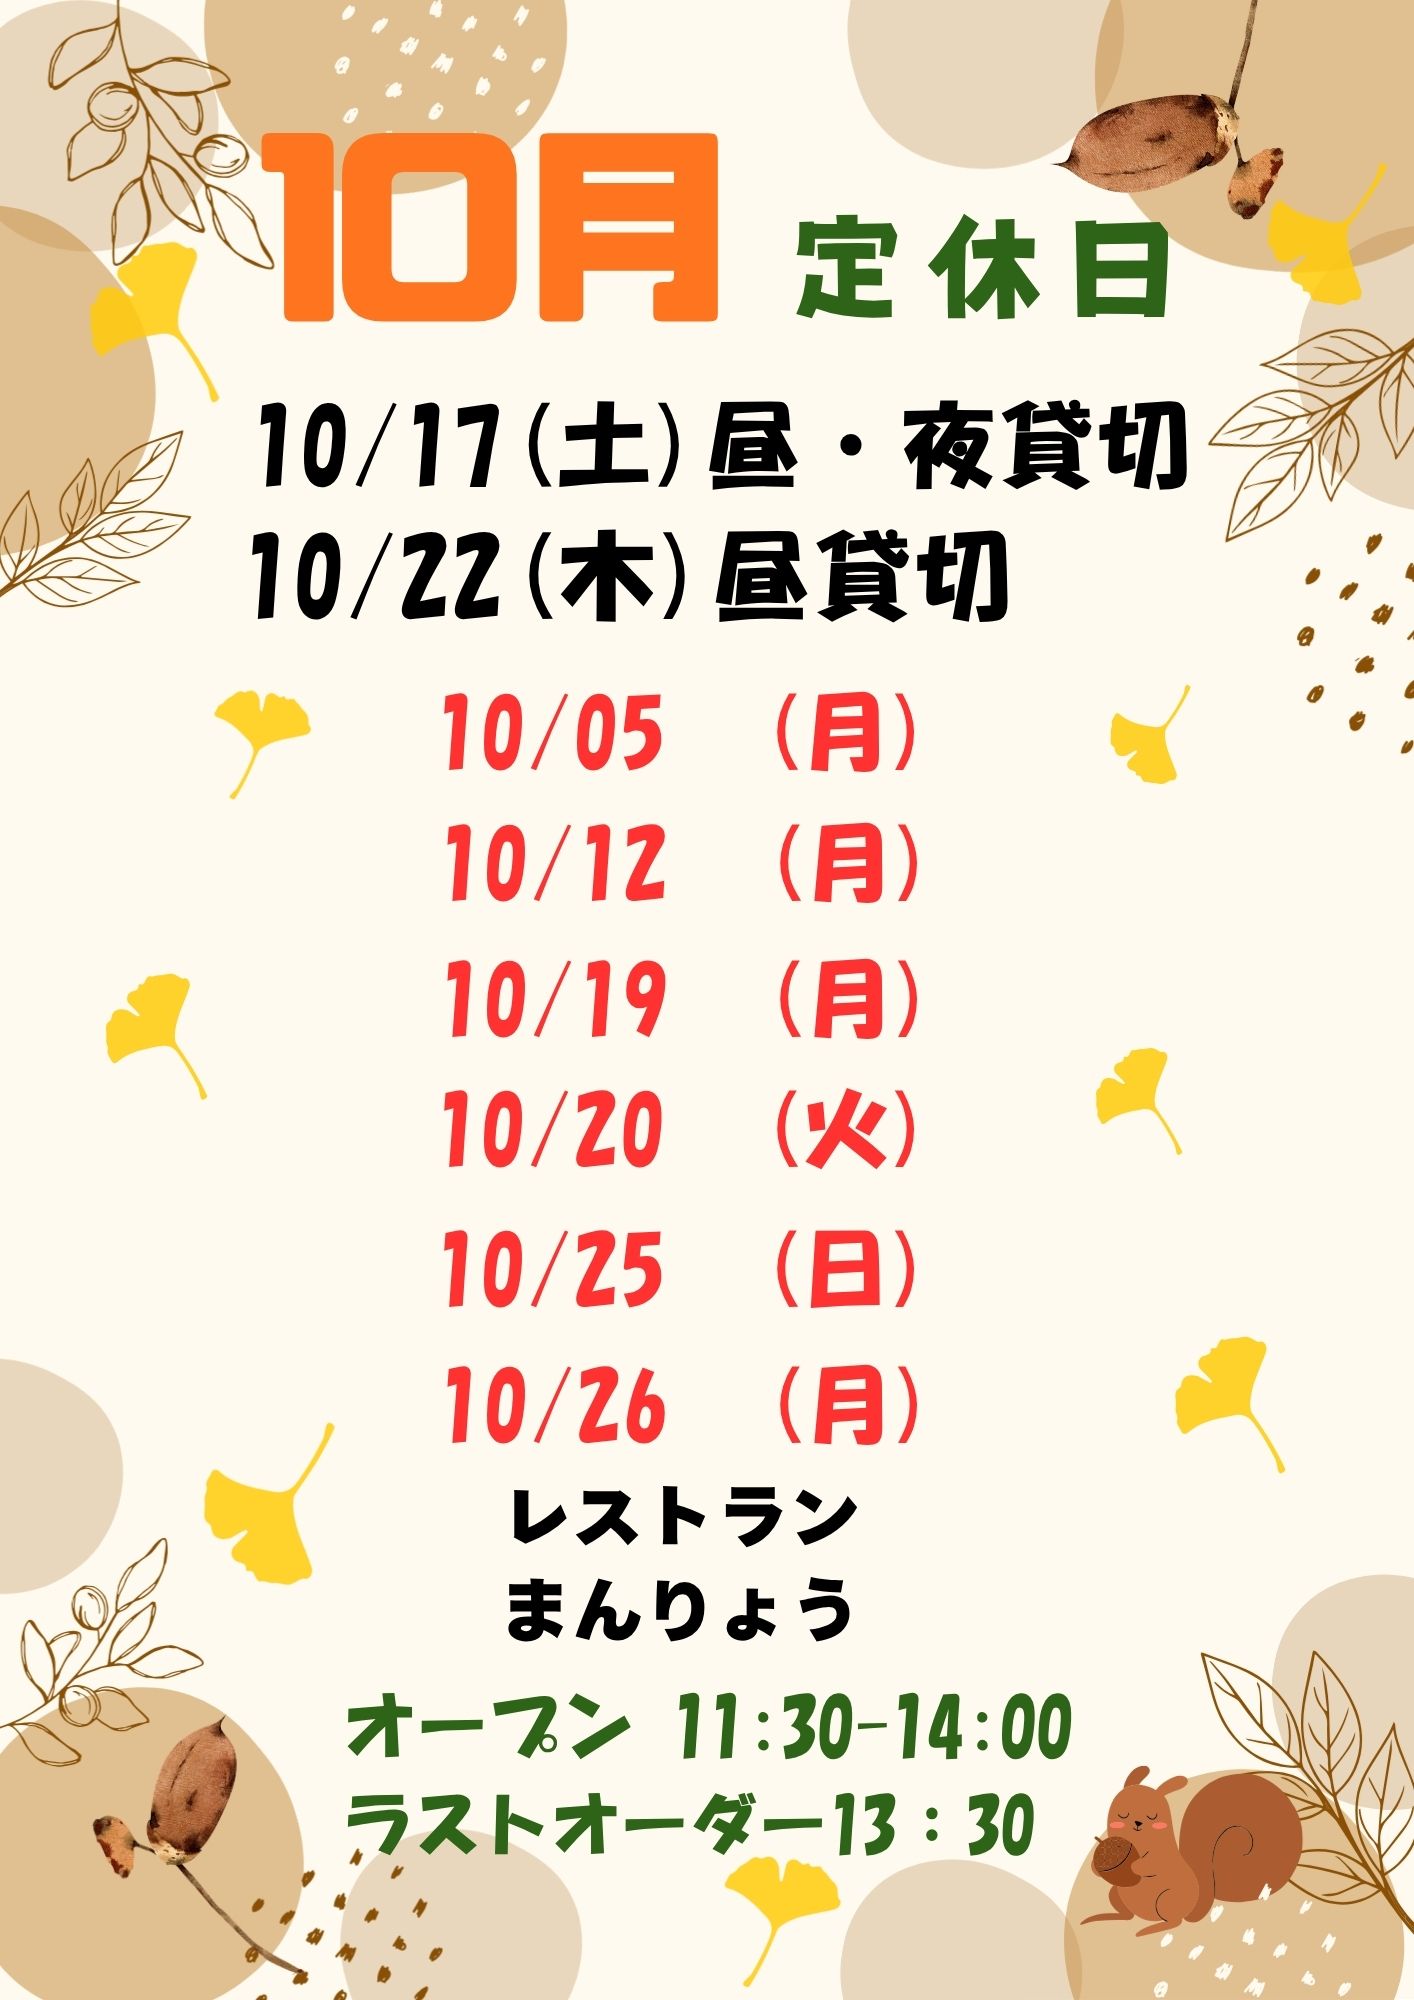 10月 定休日
10/17(土)昼・夜貸切
10/22(木)昼貸切
10/05 (月)
10/12 (月)
10/19 (月)
10/20 (火)
10/25 (日)
10/26 (月)
レストラン
まんりょう
オープン 11:30-14:00
ラストオーダー13:30